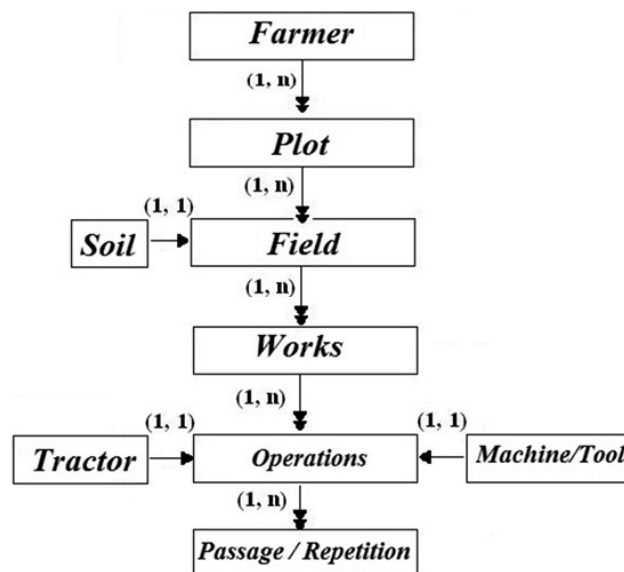 Farmer
(1, n)
Plot
(1, n)
(1, 1)
Soil
Field
(1, n)
Works
(1, n)
(1, 1)
(1, 1)
Tractor
Operations
Machine/Tool
(1, n)
Passage / Repetition